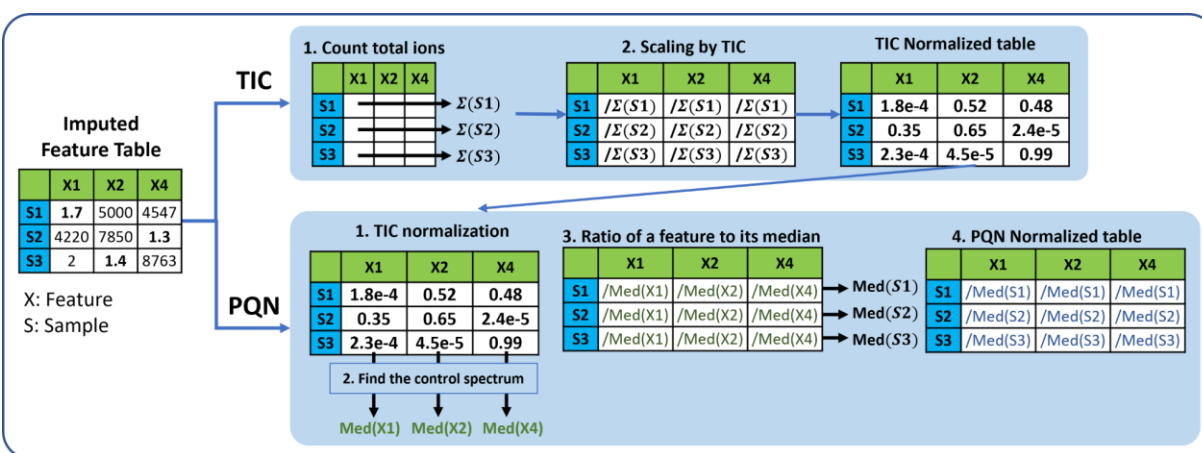 Imputed
Feature Table
X1 X2 X4
S1 1.7 5000 4547
S2 4220 7850 1.3
S3 2 1.4 8763
X: Feature
S: Sample
TIC
1. Count total ions
X1 X2 X4
S1 Σ(S1)
S2 Σ(S2)
S3 Σ(S3)
2. Scaling by TIC
X1 X2 X4
S1 /Σ(S1) /Σ(S1) /Σ(S1)
S2 /Σ(S2) /Σ(S2) /Σ(S2)
S3 /Σ(S3) /Σ(S3) /Σ(S3)
TIC Normalized table
X1 X2 X4
S1 1.8e-4 0.52 0.48
S2 0.35 0.65 2.4e-5
S3 2.3e-4 4.5e-5 0.99
PQN
1. TIC normalization
X1 X2 X4
S1 1.8e-4 0.52 0.48
S2 0.35 0.65 2.4e-5
S3 2.3e-4 4.5e-5 0.99
2. Find the control spectrum
Med(X1) Med(X2) Med(X4)
3. Ratio of a feature to its median
X1 X2 X4
S1 /Med(X1) /Med(X2) /Med(X4) Med(S1)
S2 /Med(X1) /Med(X2) /Med(X4) Med(S2)
S3 /Med(X1) /Med(X2) /Med(X4) Med(S3)
4. PQN Normalized table
X1 X2 X4
S1 /Med(S1) /Med(S1) /Med(S1)
S2 /Med(S2) /Med(S2) /Med(S2)
S3 /Med(S3) /Med(S3) /Med(S3)